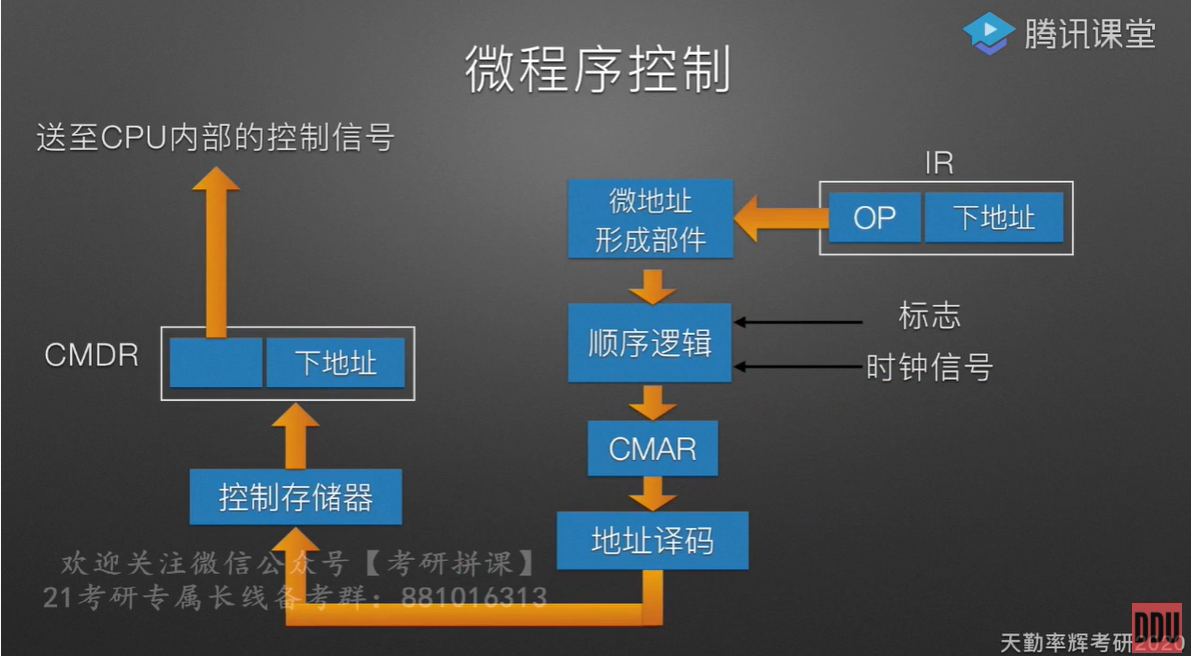 腾讯课堂
微程序控制
送至CPU内部的控制信号
IR
微地址
形成部件
OP
下地址
顺序逻辑
标志
时钟信号
CMDR
下地址
CMAR
控制存储器
地址译码
欢迎关注微信公众号【考研拼课】
21考研专属长线备考群：881016313
DDU
天勤率辉考研2020